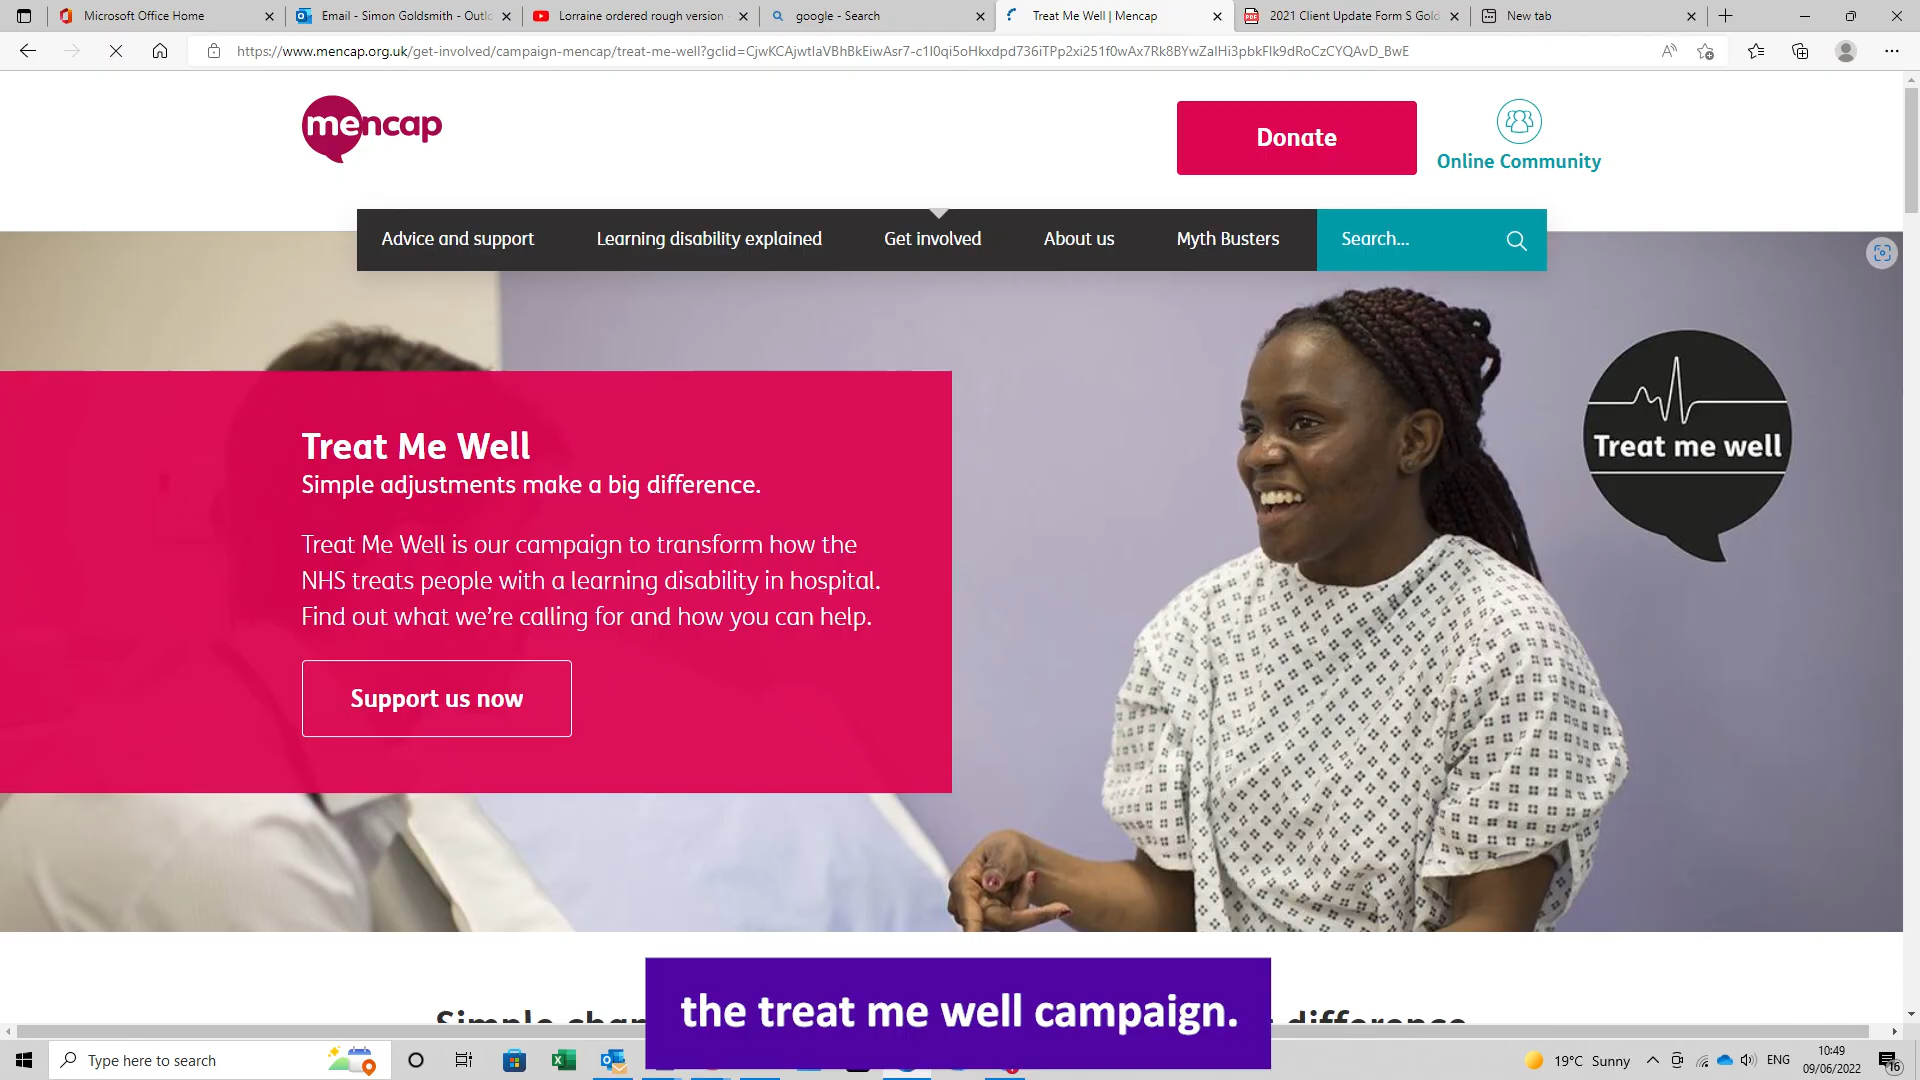 Microsoft Office Home
Email - Simon Goldsmith - Outlo
Lorraine ordered rough version
google - Search
Treat Me Well | Mencap
2021 Client Update Form S Gold
New tab
https://www.mencap.org.uk/get-involved/campaign-mencap/treat-me-well?gclid=
mencap
Donate
Online Community
Advice and support
Learning disability explained
Get involved
About us
Myth Busters
Search...
Treat Me Well
Simple adjustments make a big difference.
Treat Me Well is our campaign to transform how the
NHS treats people with a learning disability in hospital.
Find out what we're calling for and how you can help.
Support us now
Treat me well
the treat me well campaign.
Type here to search
19°C Sunny
ENG
10:49
09/06/2022
16